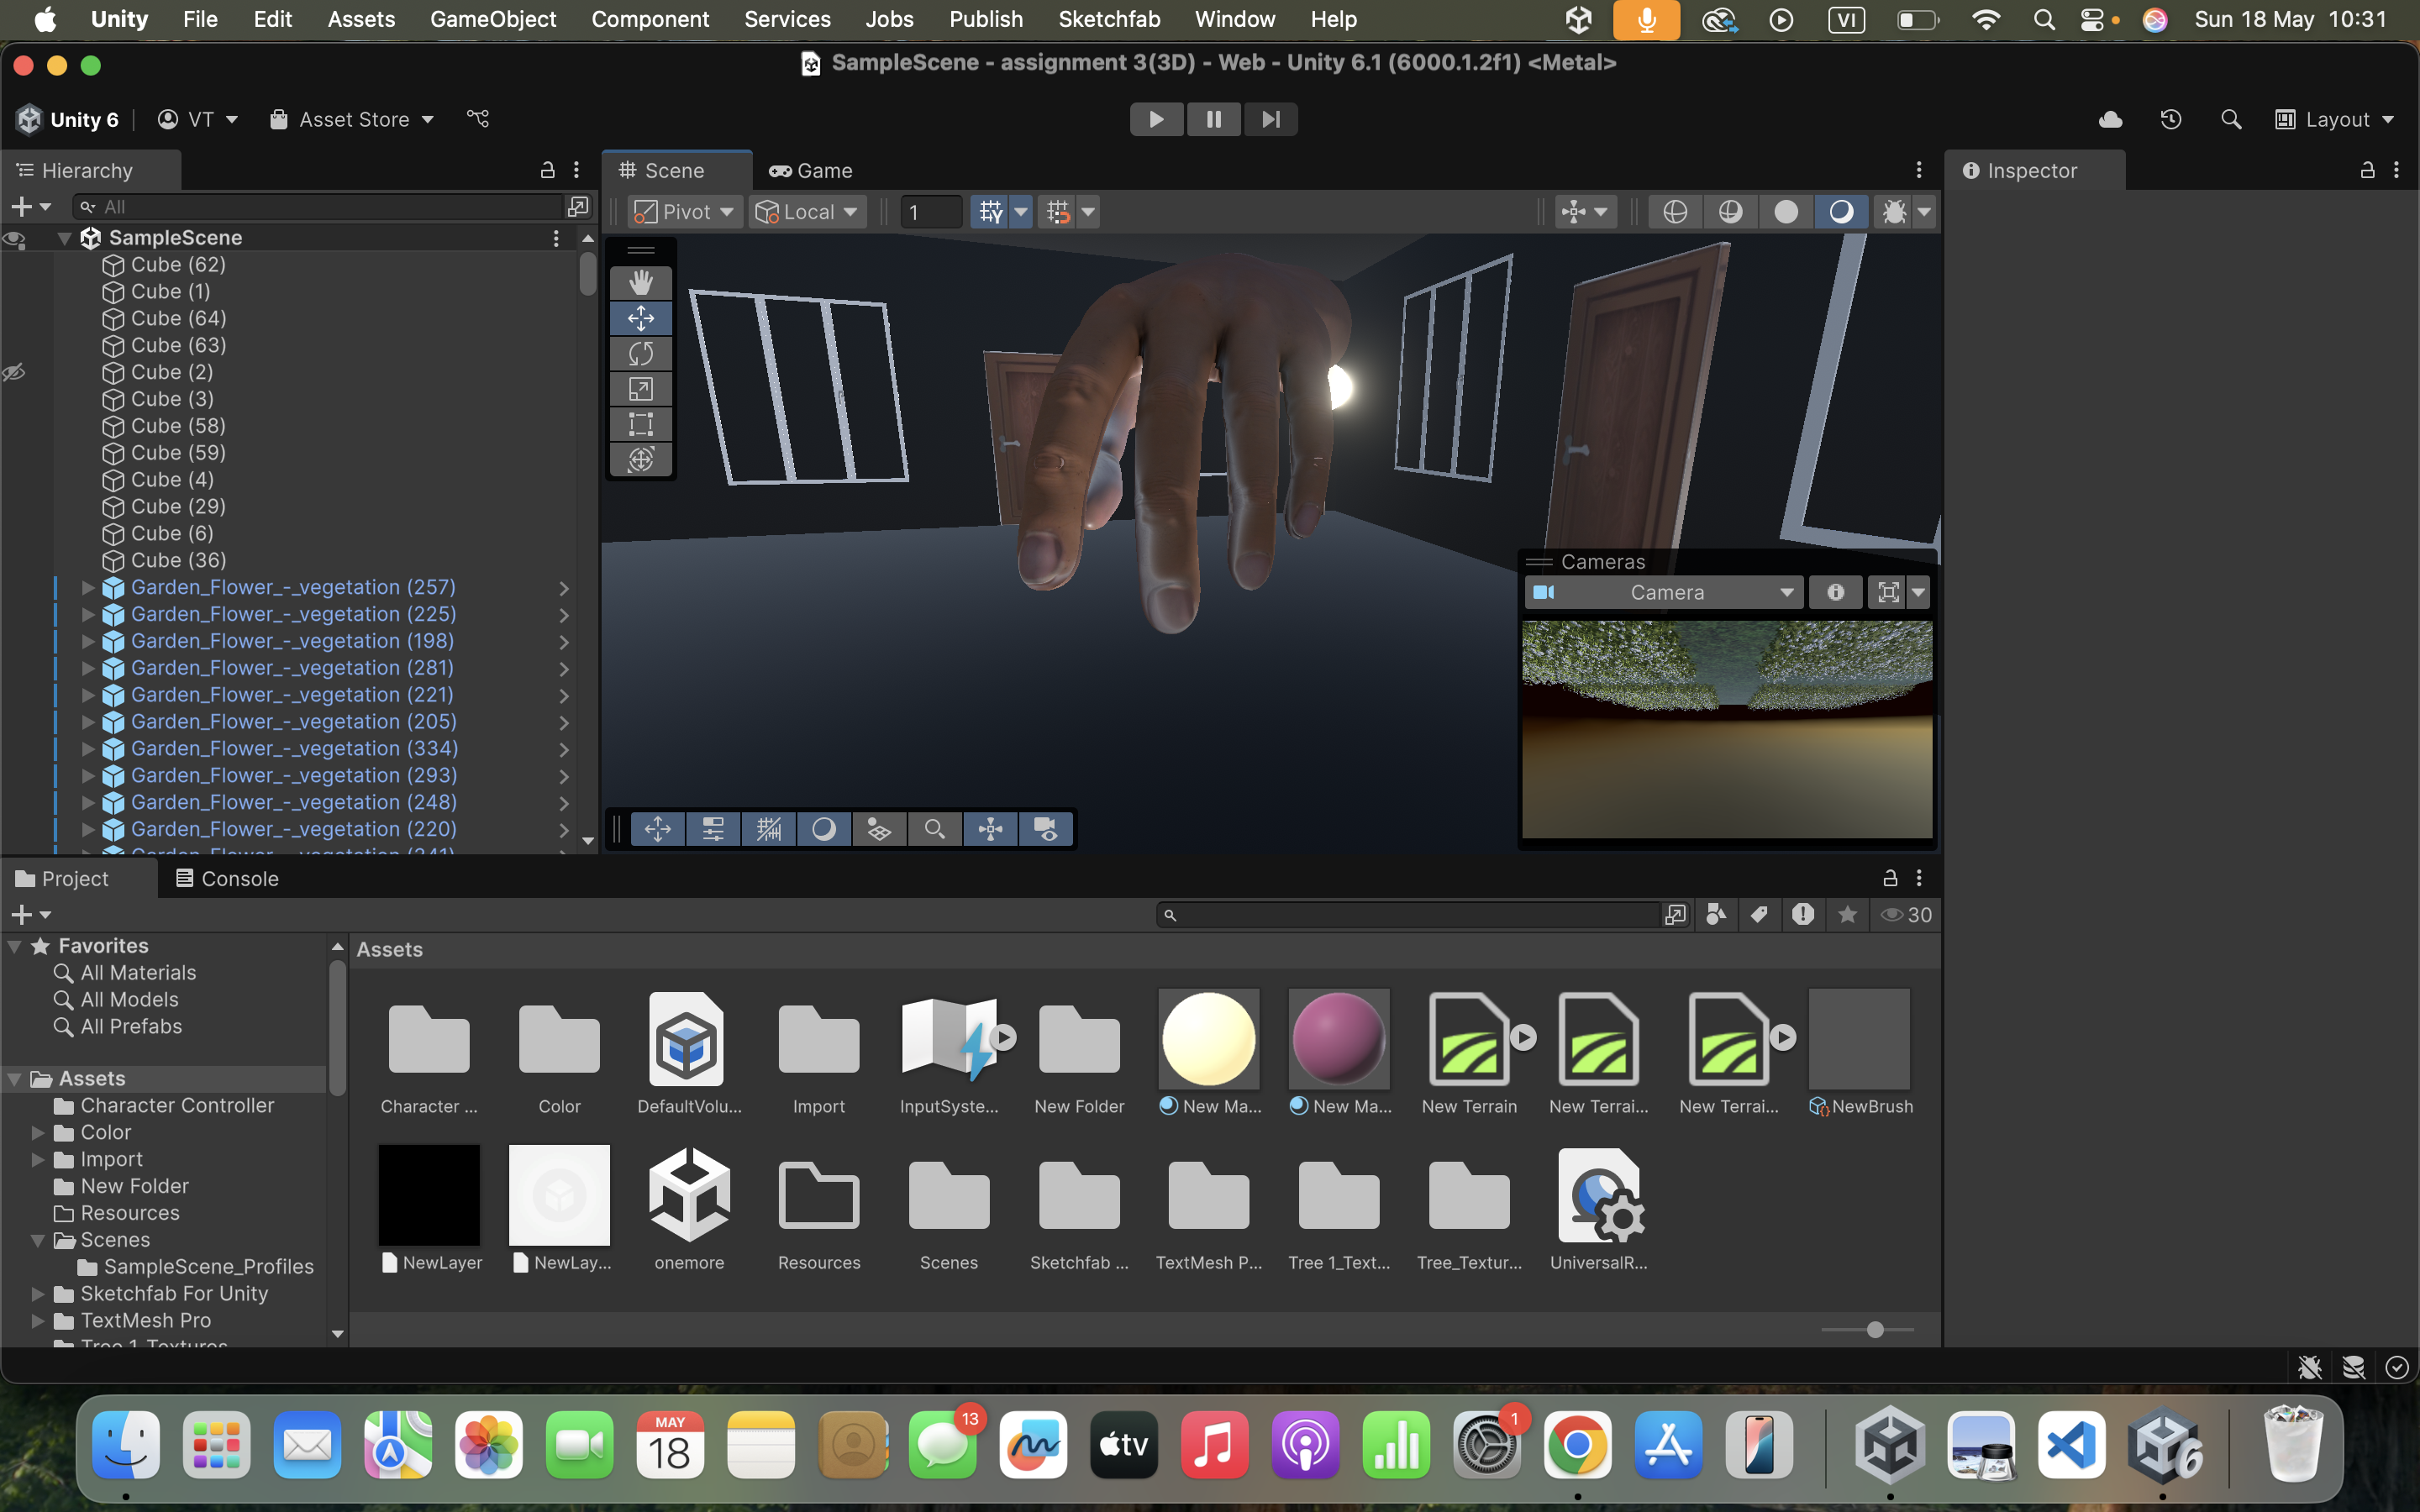 Unity File Edit Assets GameObject Component Services Jobs Publish Sketchfab Window Help VI Sun 18 May 10:31
SampleScene - assignment 3(3D) - Web - Unity 6.1 (6000.1.2f1) <Metal>
Unity 6 VT Asset Store Layout
Hierarchy
All
SampleScene
Cube (62)
Cube (1)
Cube (64)
Cube (63)
Cube (2)
Cube (3)
Cube (58)
Cube (59)
Cube (4)
Cube (29)
Cube (6)
Cube (36)
Garden_Flower_-_vegetation (257)
Garden_Flower_-_vegetation (225)
Garden_Flower_-_vegetation (198)
Garden_Flower_-_vegetation (281)
Garden_Flower_-_vegetation (221)
Garden_Flower_-_vegetation (205)
Garden_Flower_-_vegetation (334)
Garden_Flower_-_vegetation (293)
Garden_Flower_-_vegetation (248)
Garden_Flower_-_vegetation (220)
Scene Game
Pivot Local 1
Cameras
Camera
Inspector
Project Console
30
Favorites
All Materials
All Models
All Prefabs
Assets
Character Controller
Color
Import
New Folder
Resources
Scenes
SampleScene_Profiles
Sketchfab For Unity
TextMesh Pro
Tree 1 Textures
Assets
Character ... Color DefaultVolu... Import InputSyste... New Folder New Ma... New Ma... New Terrain New Terrai... New Terrai... NewBrush
NewLayer NewLay... onemore Resources Scenes Sketchfab ... TextMesh P... Tree 1_Text... Tree_Textur... UniversalR...
MAY
18
13
tv
1
6